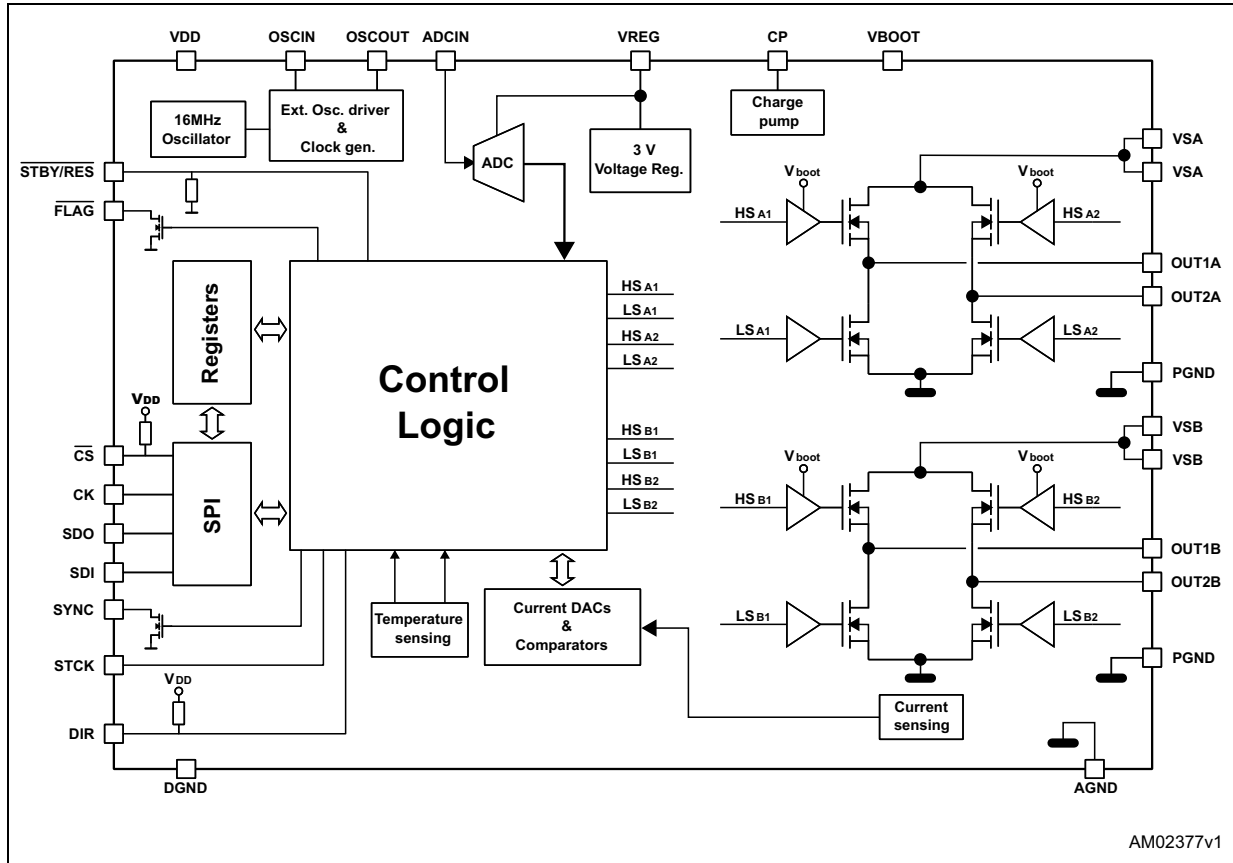 VDD
OSCIN
OSCOUT
ADCIN
VREG
CP
VBOOT
16MHz
Oscillator
Ext. Osc. driver
&
Clock gen.
ADC
3 V
Voltage Reg.
Charge
pump
VSA
VSA
STBY/RES
FLAG
Vboot
Vboot
HSA1
HSA2
OUT1A
OUT2A
LSA1
LSA2
PGND
Registers
Control
Logic
HSA1
LSA1
HSA2
LSA2
HSB1
LSB1
HSB2
LSB2
VDD
CS
CK
SDO
SDI
SPI
VSB
VSB
Vboot
Vboot
HSB1
HSB2
OUT1B
OUT2B
LSB1
LSB2
PGND
SYNC
STCK
VDD
DIR
Temperature
sensing
Current DACs
&
Comparators
Current
sensing
DGND
AGND
AM02377v1